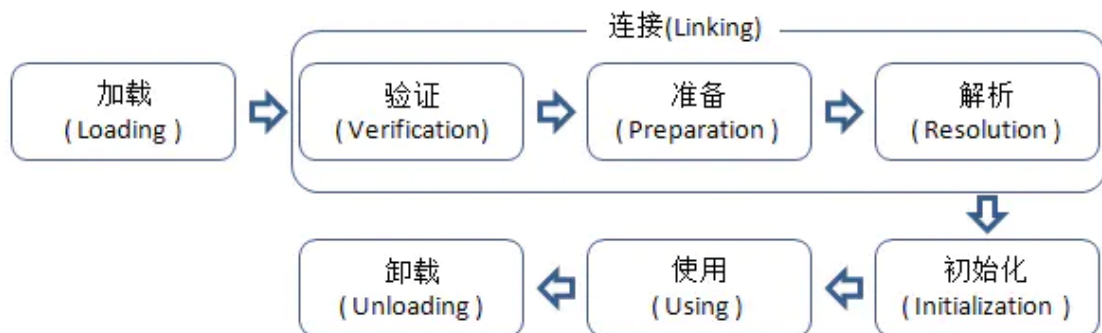 连接(Linking)
加载
( Loading )
验证
( Verification)
准备
( Preparation )
解析
( Resolution )
初始化
( Initialization )
使用
( Using )
卸载
( Unloading )